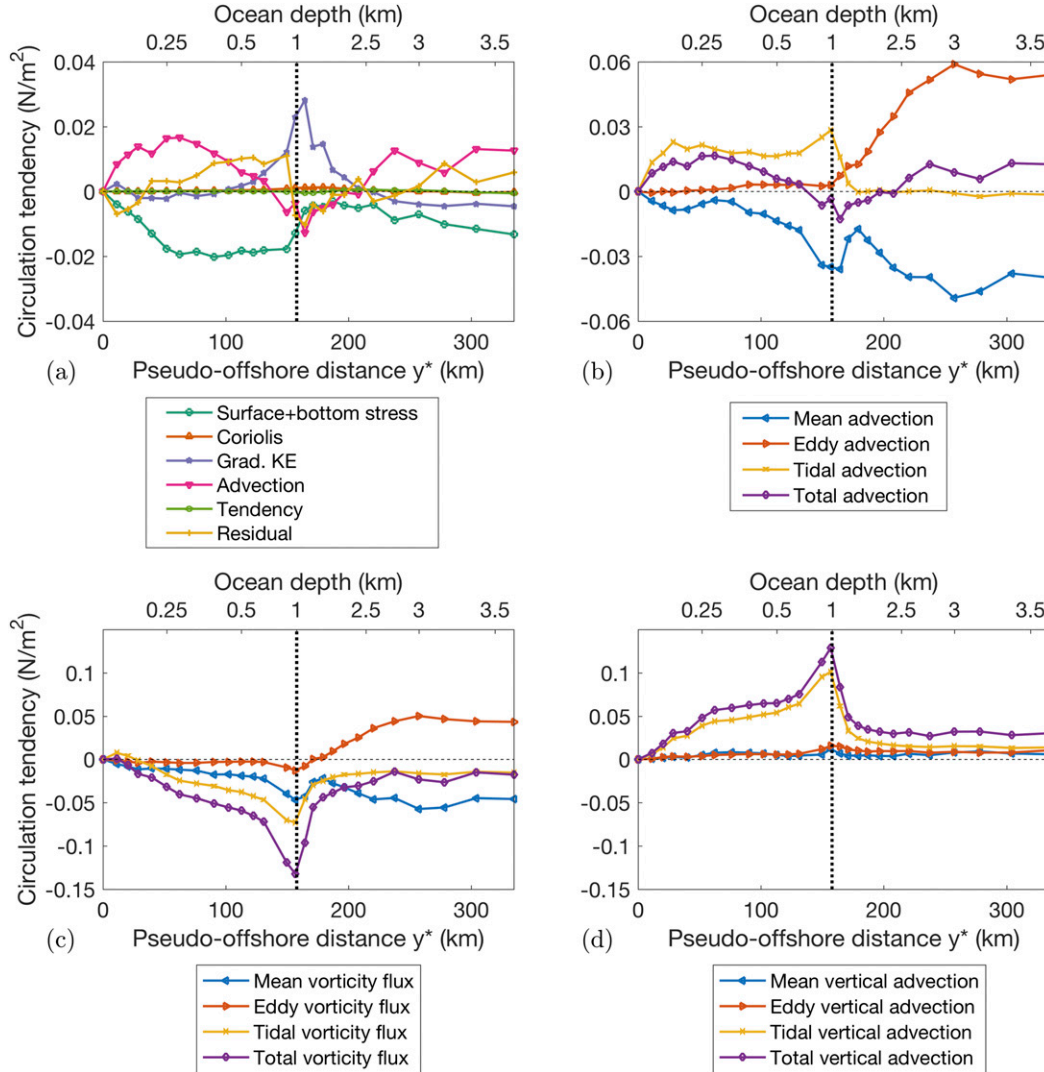 Ocean depth (km)
0.25 0.5 1 2.5 3 3.5
0.04
0.02
0
-0.02
-0.04
Circulation tendency (N/m²)
0 100 200 300
(a)
Pseudo-offshore distance y* (km)
Surface+bottom stress
Coriolis
Grad. KE
Advection
Tendency
Residual
Ocean depth (km)
0.25 0.5 1 2.5 3 3.5
0.06
0.03
0
-0.03
-0.06
0 100 200 300
(b)
Pseudo-offshore distance y* (km)
Mean advection
Eddy advection
Tidal advection
Total advection
Ocean depth (km)
0.25 0.5 1 2.5 3 3.5
0.1
0.05
0
-0.05
-0.1
-0.15
Circulation tendency (N/m²)
0 100 200 300
(c)
Pseudo-offshore distance y* (km)
Mean vorticity flux
Eddy vorticity flux
Tidal vorticity flux
Total vorticity flux
Ocean depth (km)
0.25 0.5 1 2.5 3 3.5
0.1
0.05
0
-0.05
-0.1
-0.15
0 100 200 300
(d)
Pseudo-offshore distance y* (km)
Mean vertical advection
Eddy vertical advection
Tidal vertical advection
Total vertical advection